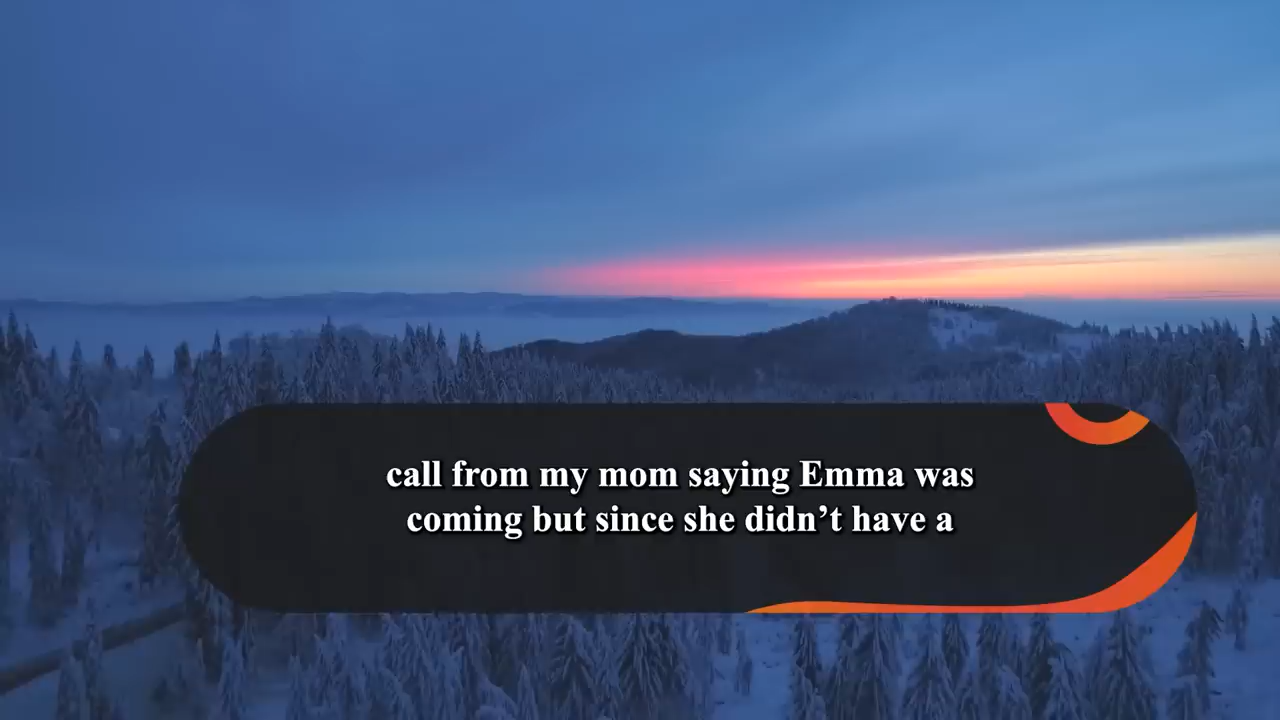 call from my mom saying Emma was
coming but since she didn’t have a